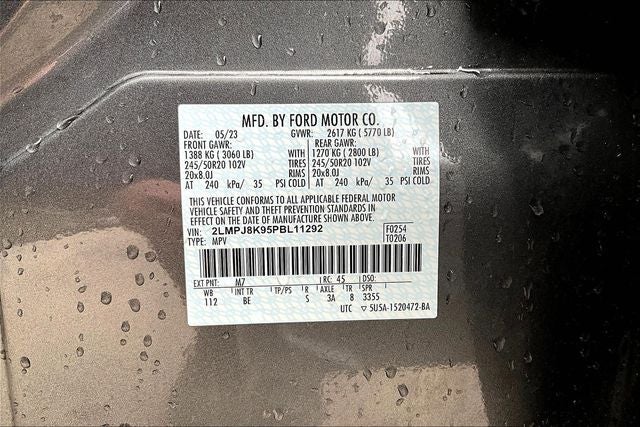 MFD. BY FORD MOTOR CO.
DATE: 05/23 GVWR: 2617 KG ( 5770 LB)
FRONT GAWR: REAR GAWR:
1388 KG ( 3060 LB) WITH 1270 KG ( 2800 LB) WITH
245/50R20 102V TIRES 245/50R20 102V TIRES
20x8.0J RIMS 20x8.0J RIMS
AT 240 kPa/ 35 PSI COLD AT 240 kPa/ 35 PSI COLD
THIS VEHICLE CONFORMS TO ALL APPLICABLE FEDERAL MOTOR
VEHICLE SAFETY AND THEFT PREVENTION STANDARDS IN
EFFECT ON THE DATE OF MANUFACTURE SHOWN ABOVE.
VIN: 2LMPJ8K95PBL11292 F0254
TYPE: MPV T0206
EXT PNT: M7 RC: 45 DSO:
WB INT TR TP/PS R AXLE TR SPR
112 BE S 3A 8 3355
UTC ▽ 5U5A-1520472-BA